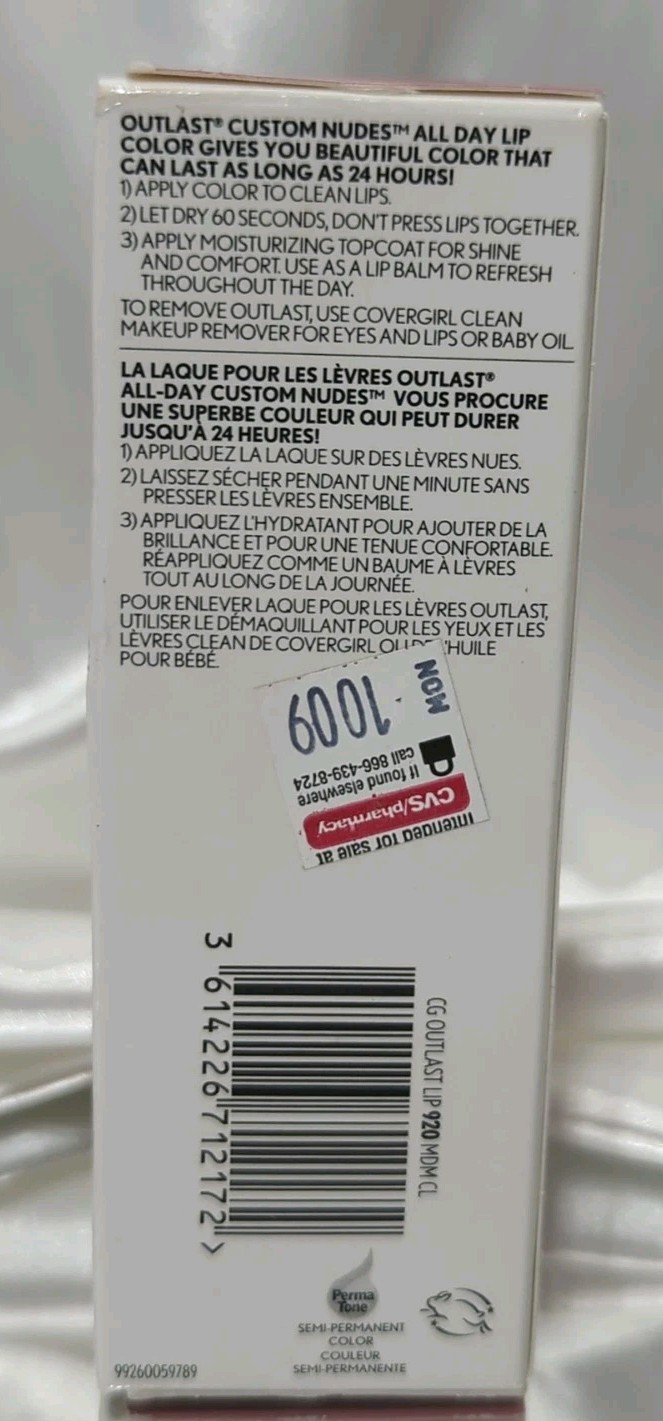 OUTLAST® CUSTOM NUDES™ ALL DAY LIP
COLOR GIVES YOU BEAUTIFUL COLOR THAT
CAN LAST AS LONG AS 24 HOURS!
1) APPLY COLOR TO CLEAN LIPS.
2) LET DRY 60 SECONDS, DON'T PRESS LIPS TOGETHER.
3) APPLY MOISTURIZING TOPCOAT FOR SHINE
AND COMFORT. USE AS A LIP BALM TO REFRESH
THROUGHOUT THE DAY.
TO REMOVE OUTLAST, USE COVERGIRL CLEAN
MAKEUP REMOVER FOR EYES AND LIPS OR BABY OIL.
LA LAQUE POUR LES LÈVRES OUTLAST®
ALL-DAY CUSTOM NUDES™ VOUS PROCURE
UNE SUPERBE COULEUR QUI PEUT DURER
JUSQU'À 24 HEURES!
1) APPLIQUEZ LA LAQUE SUR DES LÈVRES NUES.
2) LAISSEZ SÉCHER PENDANT UNE MINUTE SANS
PRESSER LES LÈVRES ENSEMBLE.
3) APPLIQUEZ L'HYDRATANT POUR AJOUTER DE LA
BRILLANCE ET POUR UNE TENUE CONFORTABLE.
RÉAPPLIQUEZ COMME UN BAUME À LÈVRES
TOUT AU LONG DE LA JOURNÉE.
POUR ENLEVER LAQUE POUR LES LÈVRES OUTLAST,
UTILISER LE DÉMAQUILLANT POUR LES YEUX ET LES
LÈVRES CLEAN DE COVERGIRL OU DE L'HUILE
POUR BÉBÉ.
Intended for sale at
CVS/pharmacy
If found elsewhere
call 866-439-8724
MON
1009
CG OUTLAST LIP 920 MDM CL
3 614226 712172 >
Perma
Tone
SEMI-PERMANENT
COLOR
COULEUR
SEMI-PERMANENTE
99260059789